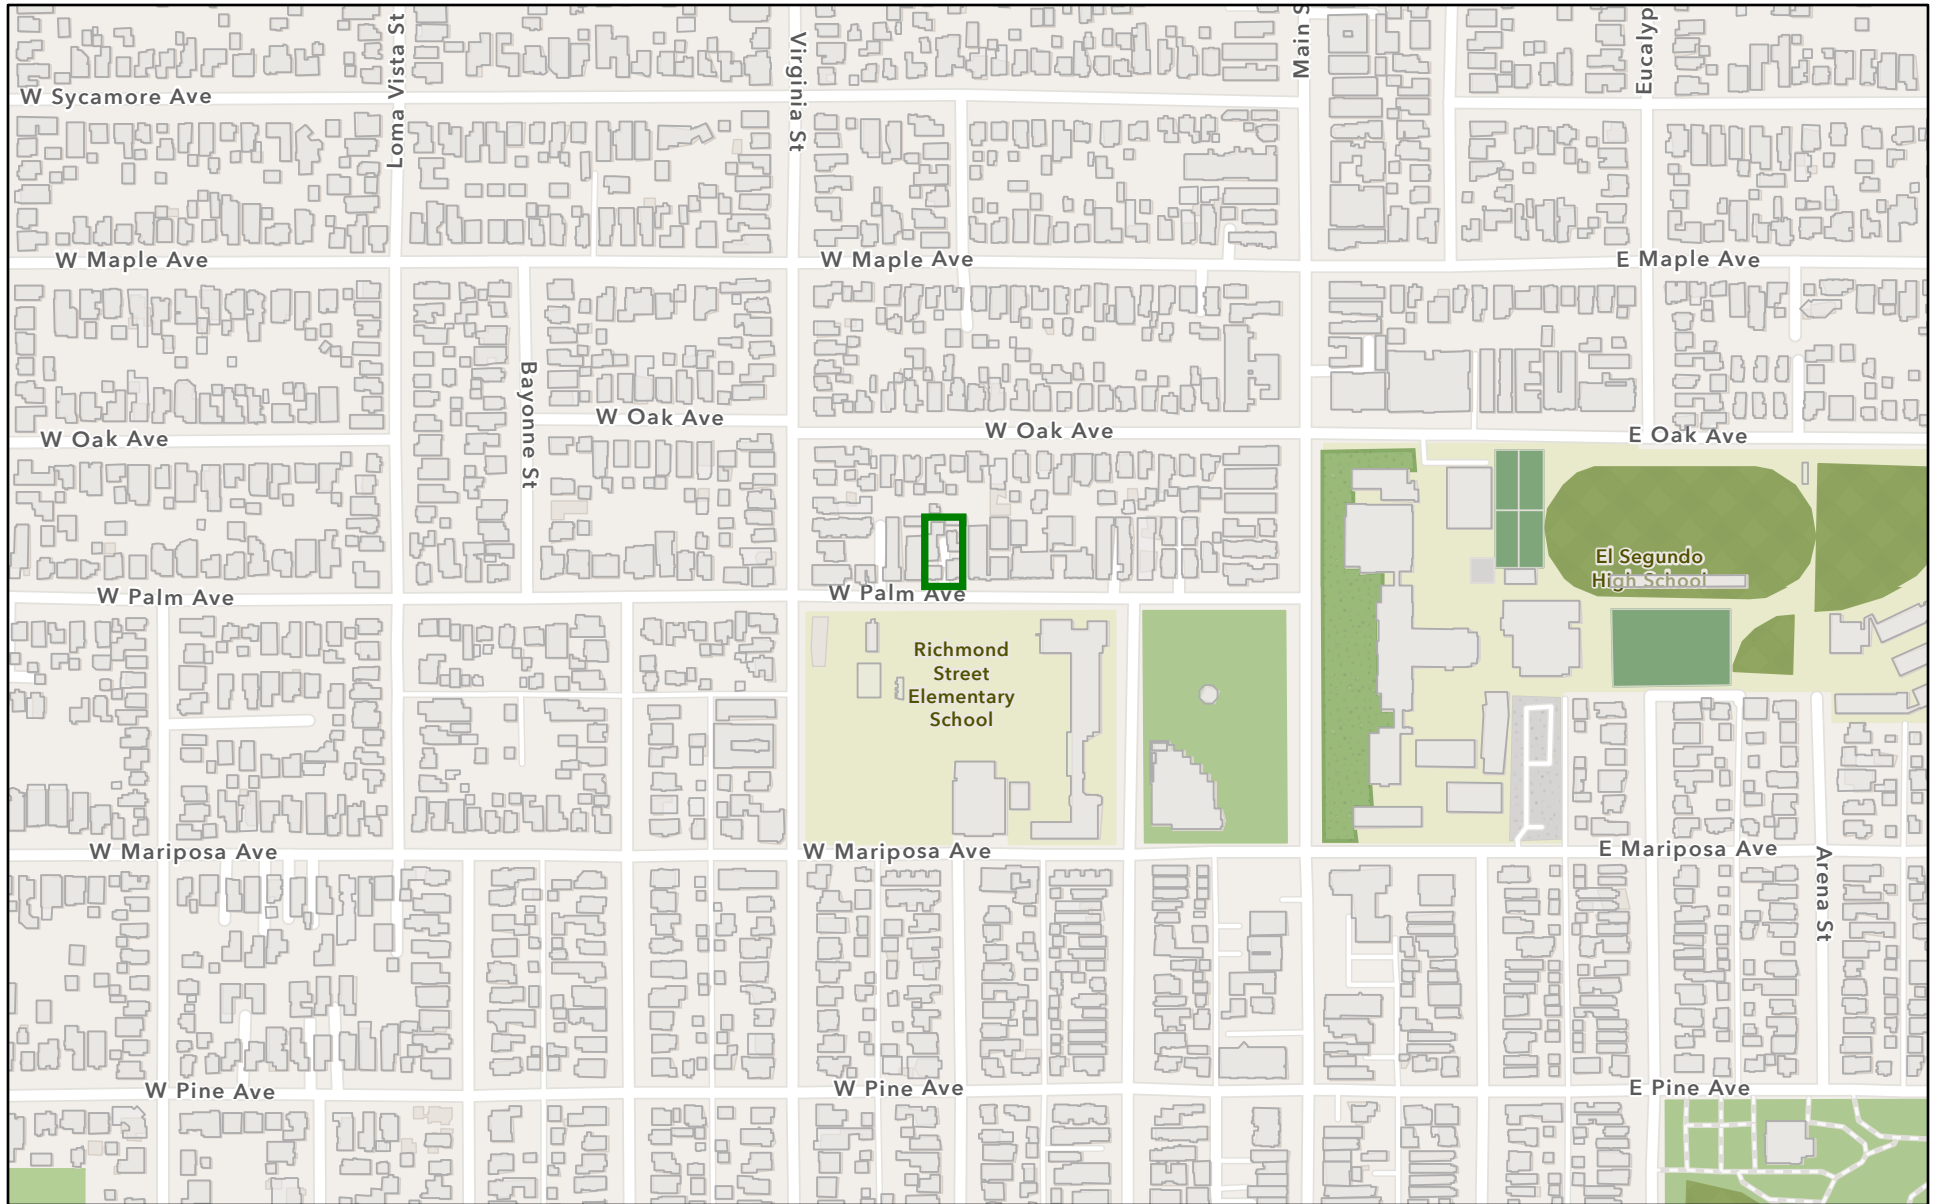 Main S
Eucalyp
Loma Vista St
Virginia St
W Sycamore Ave
W Maple Ave
W Maple Ave
E Maple Ave
Bayonne St
W Oak Ave
W Oak Ave
W Oak Ave
E Oak Ave
El Segundo
High School
W Palm Ave
W Palm Ave
Richmond
Street
Elementary
School
W Mariposa Ave
W Mariposa Ave
E Mariposa Ave
Arena St
W Pine Ave
W Pine Ave
E Pine Ave